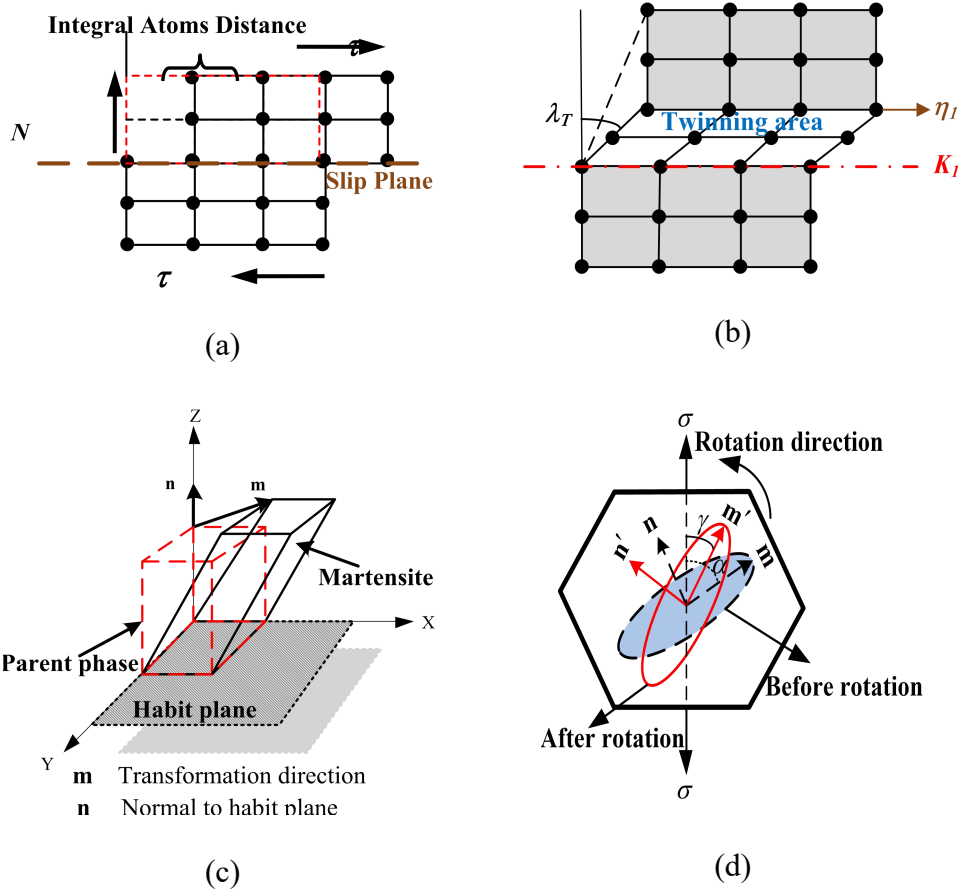 Integral Atoms Distance
τ
N
Slip Plane
τ
(a)
λT
Twinning area
η1
K1
(b)
Z
n
m
Martensite
X
Parent phase
Habit plane
Y
m Transformation direction
n Normal to habit plane
(c)
σ
Rotation direction
n′
n
γ
m′
α
m
Before rotation
After rotation
σ
(d)